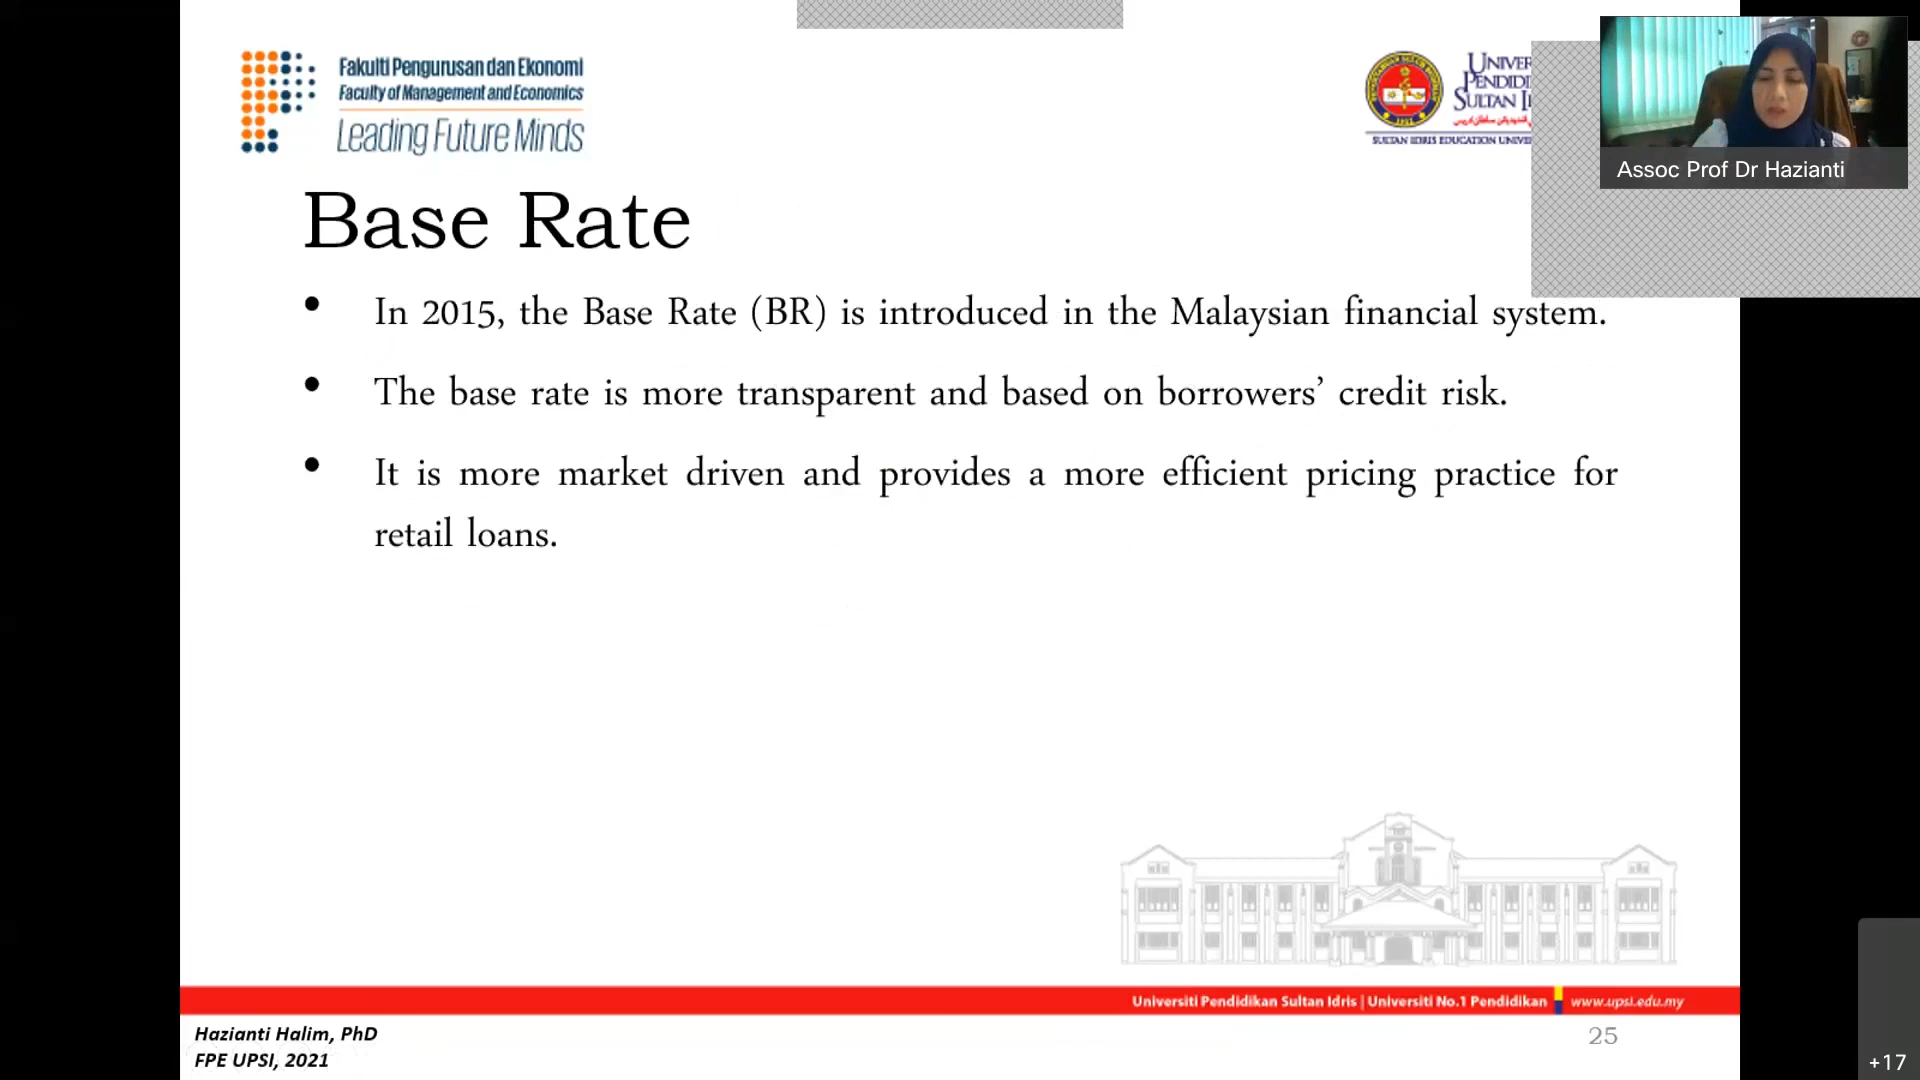 Fakulti Pengurusan dan Ekonomi
Faculty of Management and Economics
Leading Future Minds
SULTAN IDRIS EDUCATION
Assoc Prof Dr Hazianti
Base Rate
• In 2015, the Base Rate (BR) is introduced in the Malaysian financial system.
• The base rate is more transparent and based on borrowers’ credit risk.
• It is more market driven and provides a more efficient pricing practice for
retail loans.
Universiti Pendidikan Sultan Idris | Universiti No.1 Pendidikan www.upsi.edu.my
Hazianti Halim, PhD
FPE UPSI, 2021
25
+17